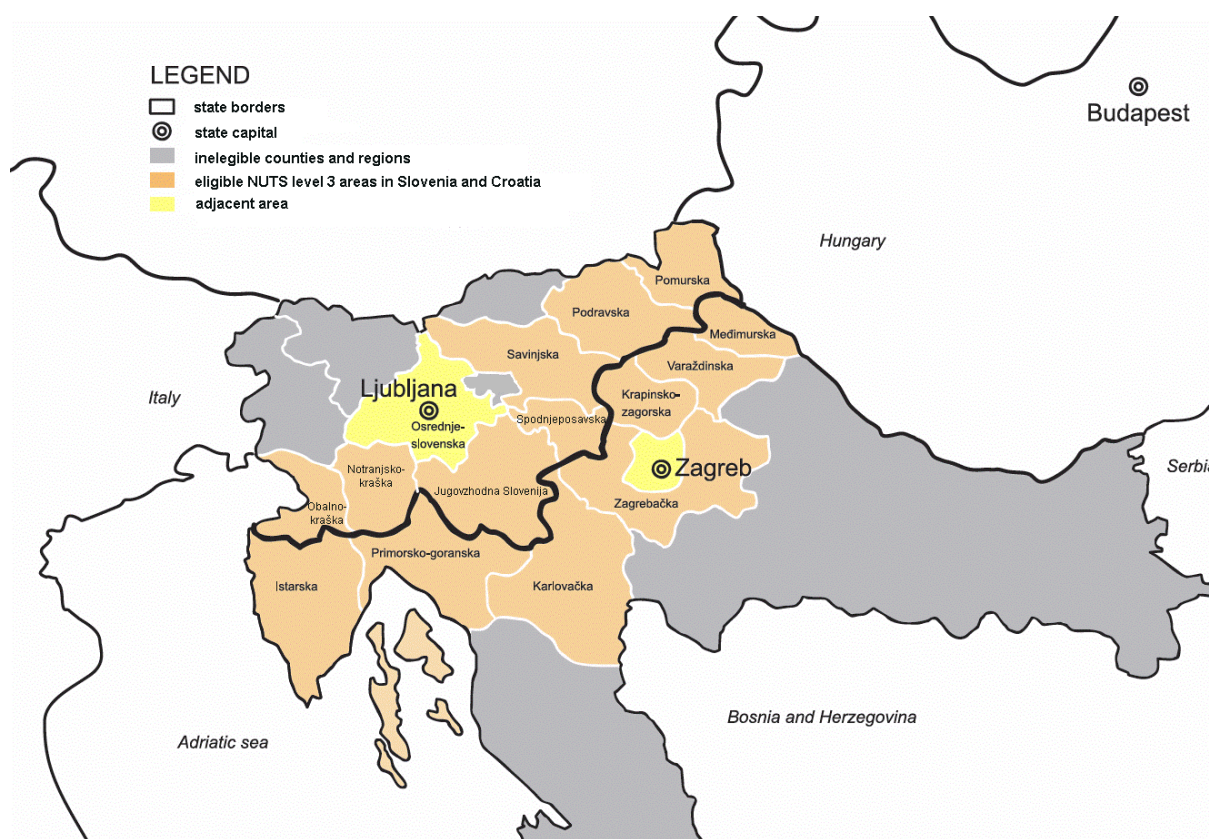 LEGEND
state borders
state capital
inelegible counties and regions
eligible NUTS level 3 areas in Slovenia and Croatia
adjacent area
Budapest
Hungary
Pomurska
Podravska
Međimurska
Savinjska
Varaždinska
Italy
Ljubljana
Krapinsko-
zagorska
Spodnjeposavska
Osrednje-
slovenska
Zagreb
Serbia
Notranjsko-
kraška
Jugovzhodna Slovenija
Zagrebačka
Obalno-
kraška
Primorsko-goranska
Istarska
Karlovačka
Bosnia and Herzegovina
Adriatic sea